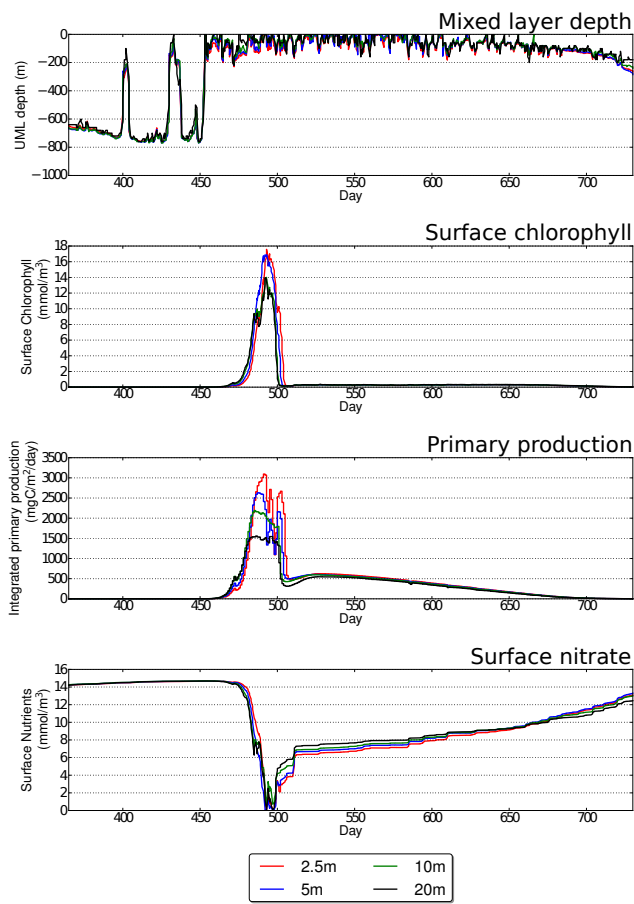 Mixed layer depth
0
−200
−400
−600
−800
−1000
UML depth (m)
400 450 500 550 600 650 700
Day
Surface chlorophyll
18
16
14
12
10
8
6
4
2
0
Surface Chlorophyll
(mmol/m³)
400 450 500 550 600 650 700
Day
Primary production
3500
3000
2500
2000
1500
1000
500
0
Integrated primary production
(mgC/m²/day)
400 450 500 550 600 650 700
Day
Surface nitrate
16
14
12
10
8
6
4
2
0
Surface Nutrients
(mmol/m³)
400 450 500 550 600 650 700
Day
2.5m 10m
5m 20m